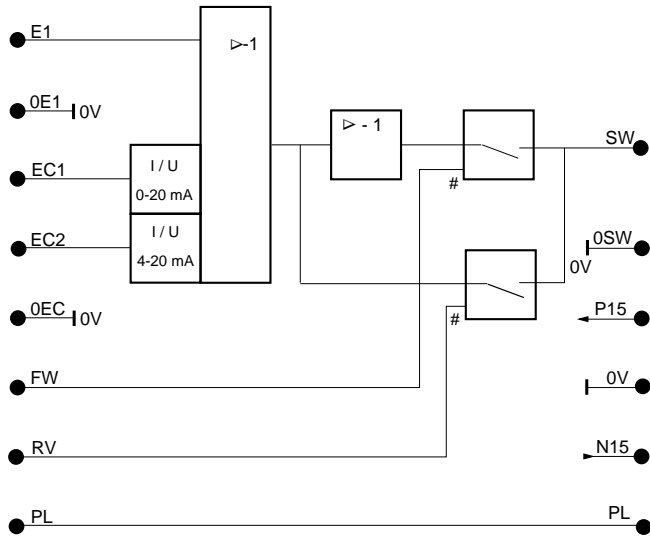 E1
▷-1
0E1
0V
▷ - 1
SW
EC1
I / U
0-20 mA
#
EC2
I / U
4-20 mA
0SW
0V
0EC
0V
#
P15
FW
0V
RV
N15
PL
PL